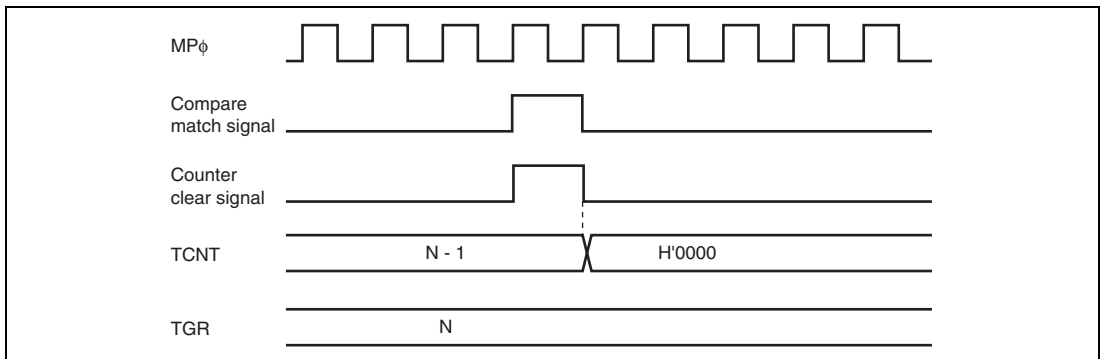 MPφ
Compare
match signal
Counter
clear signal
TCNT
N - 1
H'0000
TGR
N